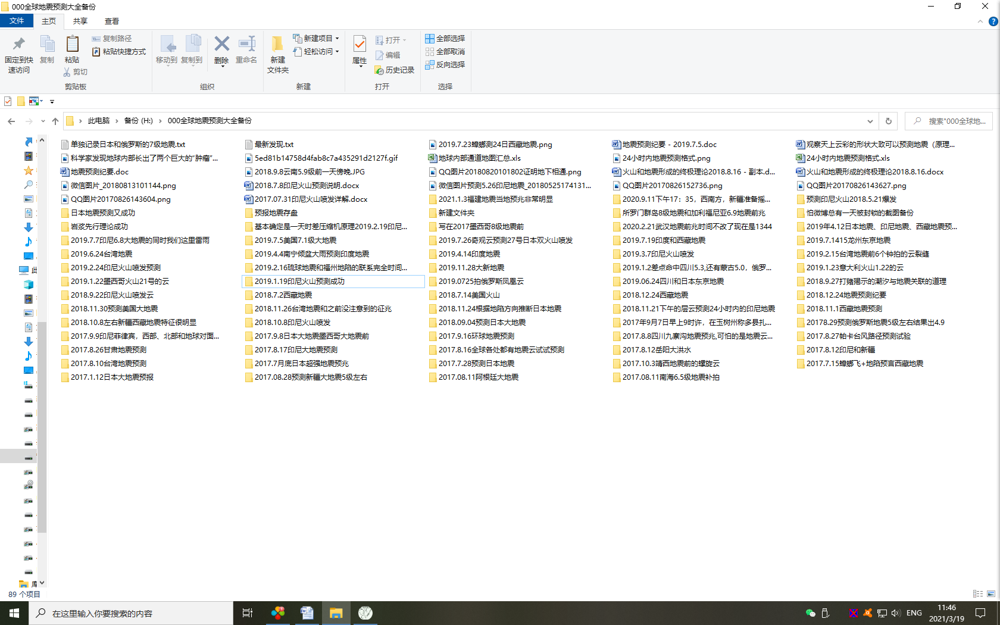 000全球地震预测大全备份
文件 主页 共享 查看
固定到快速访问
复制
粘贴
复制路径
粘贴快捷方式
剪切
剪贴板
移动到
复制到
删除
重命名
组织
新建文件夹
新建项目
轻松访问
新建
属性
打开
编辑
历史记录
打开
全部选择
全部取消
反向选择
选择
此电脑 › 备份 (H:) › 000全球地震预测大全备份
搜索"000全球地...
单独记录日本和俄罗斯的7级地震.txt
最新发现.txt
2019.7.23蟑螂测24日西藏地震.png
地震预测纪要 - 2019.7.5.doc
观察天上云彩的形状大致可以预测地震（原理...
科学家发现地球内部长出了两个巨大的“肿瘤”...
5ed81b14758d4fab8c7a435291d2127f.gif
地球内部通道地图汇总.xls
24小时内地震预测格式.png
24小时内地震预测格式.xls
地震预测纪要.doc
2018.9.8云南5.9级前一天傍晚.JPG
QQ图片20180820101802证明地下相通.png
火山和地震形成的终极理论2018.8.16 - 副本.d...
火山和地震形成的终极理论2018.8.16.docx
微信图片_20180813101144.png
2018.7.8印尼火山预测说明.docx
微信图片预测5.26印尼地震_20180525174131...
QQ图片20170826152736.png
QQ图片20170826143627.png
QQ图片20170826143604.png
2017.07.31印尼火山喷发详解.docx
2021.1.3福建地震当地预兆非常明显
2020.9.11下午17：35，西南方，新疆准备摇...
预测印尼火山2018.5.21爆发
日本地震预测又成功
预报地震存盘
新建文件夹
所罗门群岛8级地震和加利福尼亚6.9地震前兆
怕微博总有一天被封锁的截图备份
岩浆先行理论成功
基本确定是一天时差压缩机原理2019.2.19印尼...
写在2017墨西哥8级地震前
2020.2.21武汉地震前兆时间不改了现在是1344
2019年4.12日本地震、印尼地震、西藏地震预...
2019.7.7印尼6.8大地震的同时我们这里雷雨
2019.7.5美国7.1级大地震
2019.7.26奇观云预测27号日本双火山喷发
2019.7.19印度和西藏地震
2019.7.1415龙州东京地震
2019.6.24台湾地震
2019.4.4南宁倾盆大雨预测印度地震
2019.4.14印度地震
2019.3.7印尼火山喷发
2019.2.15台湾地震前6个钟拍的云裂缝
2019.2.24印尼火山喷发预测
2019.2.16琉球地震和福州地陷的联系完全时间...
2019.11.28大新地震
2019.1.2差点命中四川5.3,还有蒙古5.0，俄罗...
2019.1.23意大利火山1.22的云
2019.1.22墨西哥火山21号的云
2019.1.19印尼火山预测成功
2019.0725拍俄罗斯凤凰云
2019.06.24四川和日本东京地震
2018.9.27打赌揭示的潮汐与地震关联的道理
2018.9.22印尼火山喷发云
2018.7.2西藏地震
2018.7.14美国火山
2018.12.24西藏地震
2018.12.24地震预测纪要
2018.11.30预测美国大地震
2018.11.26台湾地震和之前没注意到的征兆
2018.11.24根据地陷方向推断日本地震
2018.11.21下午的层云预测24小时内的印尼地震
2018.11.1西藏地震预测
2018.10.8左右新疆西藏地震特征很明显
2018.10.8印尼火山喷发
2018.09.04预测日本大地震
2017年9月7日早上9时许，在玉树州称多县扎...
20178.29预测俄罗斯地震5级左右结果出4.9
2017.9.9印尼菲律宾，西部、北部和地球对面...
2017.9.8日本大地震墨西哥大地震前
2017.9.16环球地震预测
2017.8.8四川九寨沟地震预兆,可怕的是地震云...
2017.8.27帕卡台风路径预测试验
2017.8.26甘肃地震预测
2017.8.17印尼大地震预测
2017.8.16全球各处都有地震云试试预测
2017.8.12岳阳大洪水
2017.8.12印尼和新疆
2017.8.10台湾地震预测
2017.7月底日本超强地震预兆
2017.7.28预测日本地震
2017.10.3靖西地震前的螺旋云
2017.7.15蟑螂飞+地陷预言西藏地震
2017.1.12日本大地震预报
2017.08.28预测新疆大地震5级左右
2017.08.11阿根廷大地震
2017.08.11南海6.5级地震补拍
库
89 个项目
在这里输入你要搜索的内容
ENG
11:46
2021/3/19